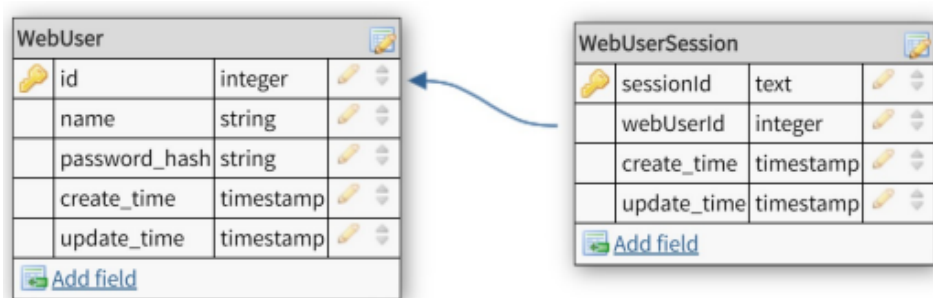 WebUser
id integer
name string
password_hash string
create_time timestamp
update_time timestamp
Add field
WebUserSession
sessionId text
webUserId integer
create_time timestamp
update_time timestamp
Add field